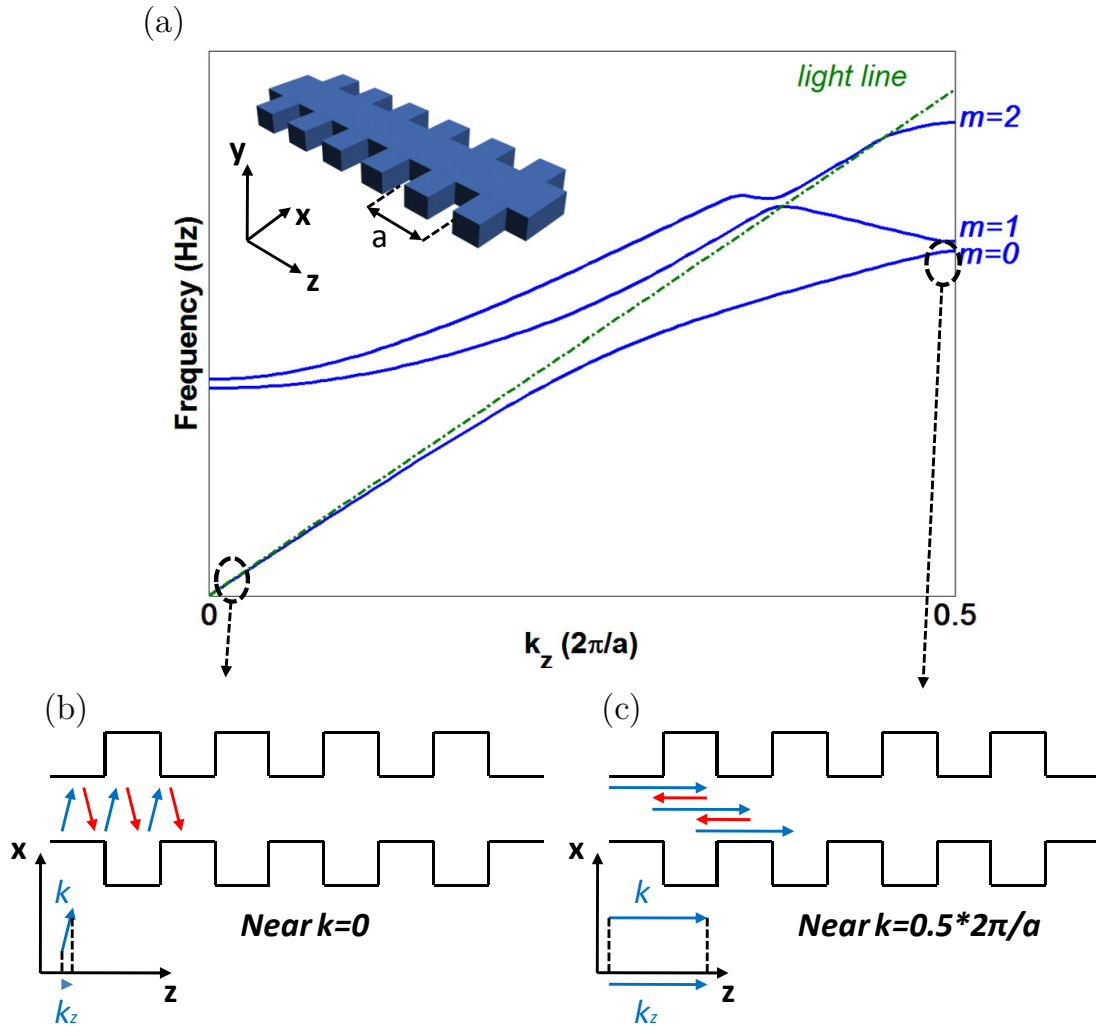 (a)
light line
m=2
m=1
m=0
y
x
z
a
Frequency (Hz)
0
0.5
k_z (2π/a)
(b)
(c)
x
k
k_z
z
Near k=0
x
k
k_z
z
Near k=0.5*2π/a